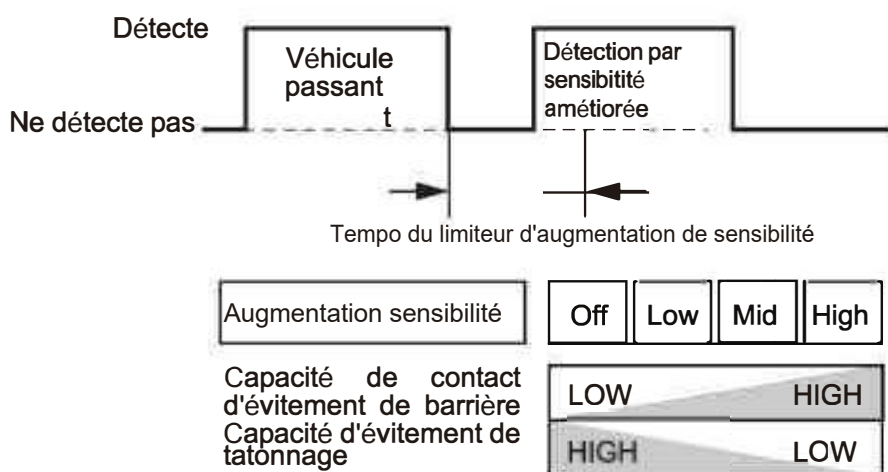 Détecte
Véhicule
passant
t
Détection par
sensibitité
amétiorée
Ne détecte pas
Tempo du limiteur d'augmentation de sensibilité
Augmentation sensibilité
Off Low Mid High
Capacité de contact
d'évitement de barrière
LOW HIGH
Capacité d'évitement de
tatonnage
HIGH LOW